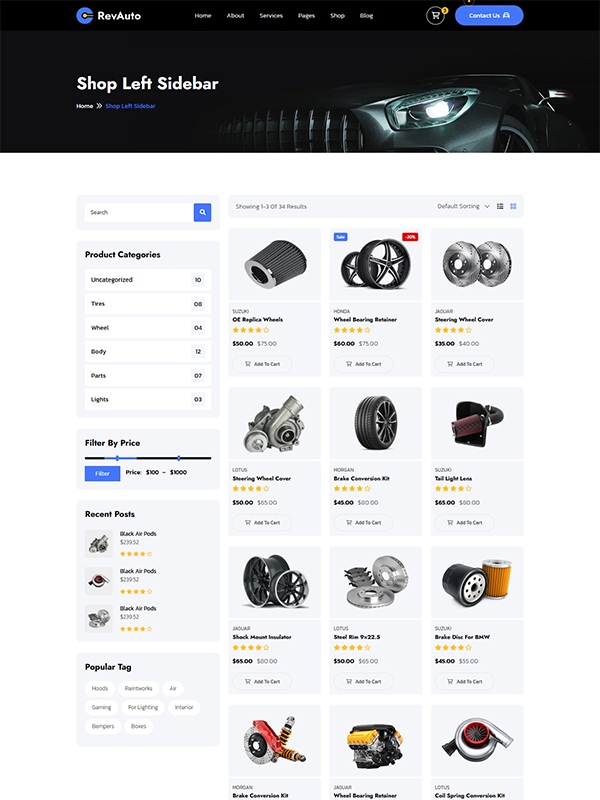 RevAuto
Home About Services Pages Shop Blog
3
Contact Us
Shop Left Sidebar
Home Shop Left Sidebar
Search
Product Categories
Uncategorized 10
Tires 08
Wheel 04
Body 12
Parts 07
Lights 03
Filter By Price
Filter Price: $100 – $1000
Recent Posts
Black Air Pods
$239.52
Black Air Pods
$239.52
Black Air Pods
$239.52
Popular Tag
Hoods Paintworks Air
Gaming For Lighting Interior
Bempers Boxes
Showing 1-3 Of 34 Results Default Sorting
Sale -20%
SUZUKI HONDA JAGUAR
OE Replica Wheels Wheel Bearing Retainer Steering Wheel Cover
$50.00 $75.00 $60.00 $75.00 $35.00 $40.00
Add To Cart Add To Cart Add To Cart
LOTUS MORGAN SUZUKI
Steering Wheel Cover Brake Conversion Kit Tail Light Lens
$50.00 $65.00 $45.00 $80.00 $65.00 $80.00
Add To Cart Add To Cart Add To Cart
JAGUAR LOTUS SUZUKI
Shock Mount Insulator Steel Rim 9×22.5 Brake Disc For BMW
$65.00 $80.00 $50.00 $65.00 $45.00 $55.00
Add To Cart Add To Cart Add To Cart
MORGAN JAGUAR LOTUS
Brake Conversion Kit Wheel Bearing Retainer Coil Spring Conversion Kit